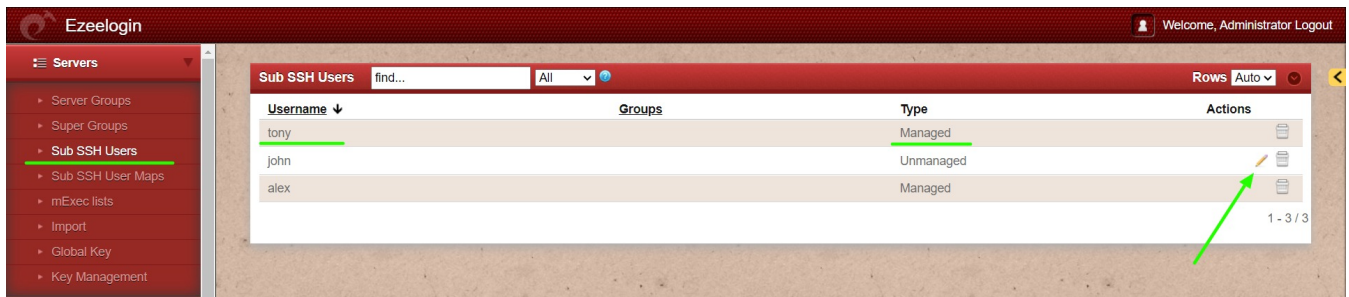 Ezeelogin
Welcome, Administrator Logout
Servers
Server Groups
Super Groups
Sub SSH Users
Sub SSH User Maps
mExec lists
Import
Global Key
Key Management
Sub SSH Users find... All Rows Auto
Username Groups Type Actions
tony Managed
john Unmanaged
alex Managed
1 - 3 / 3